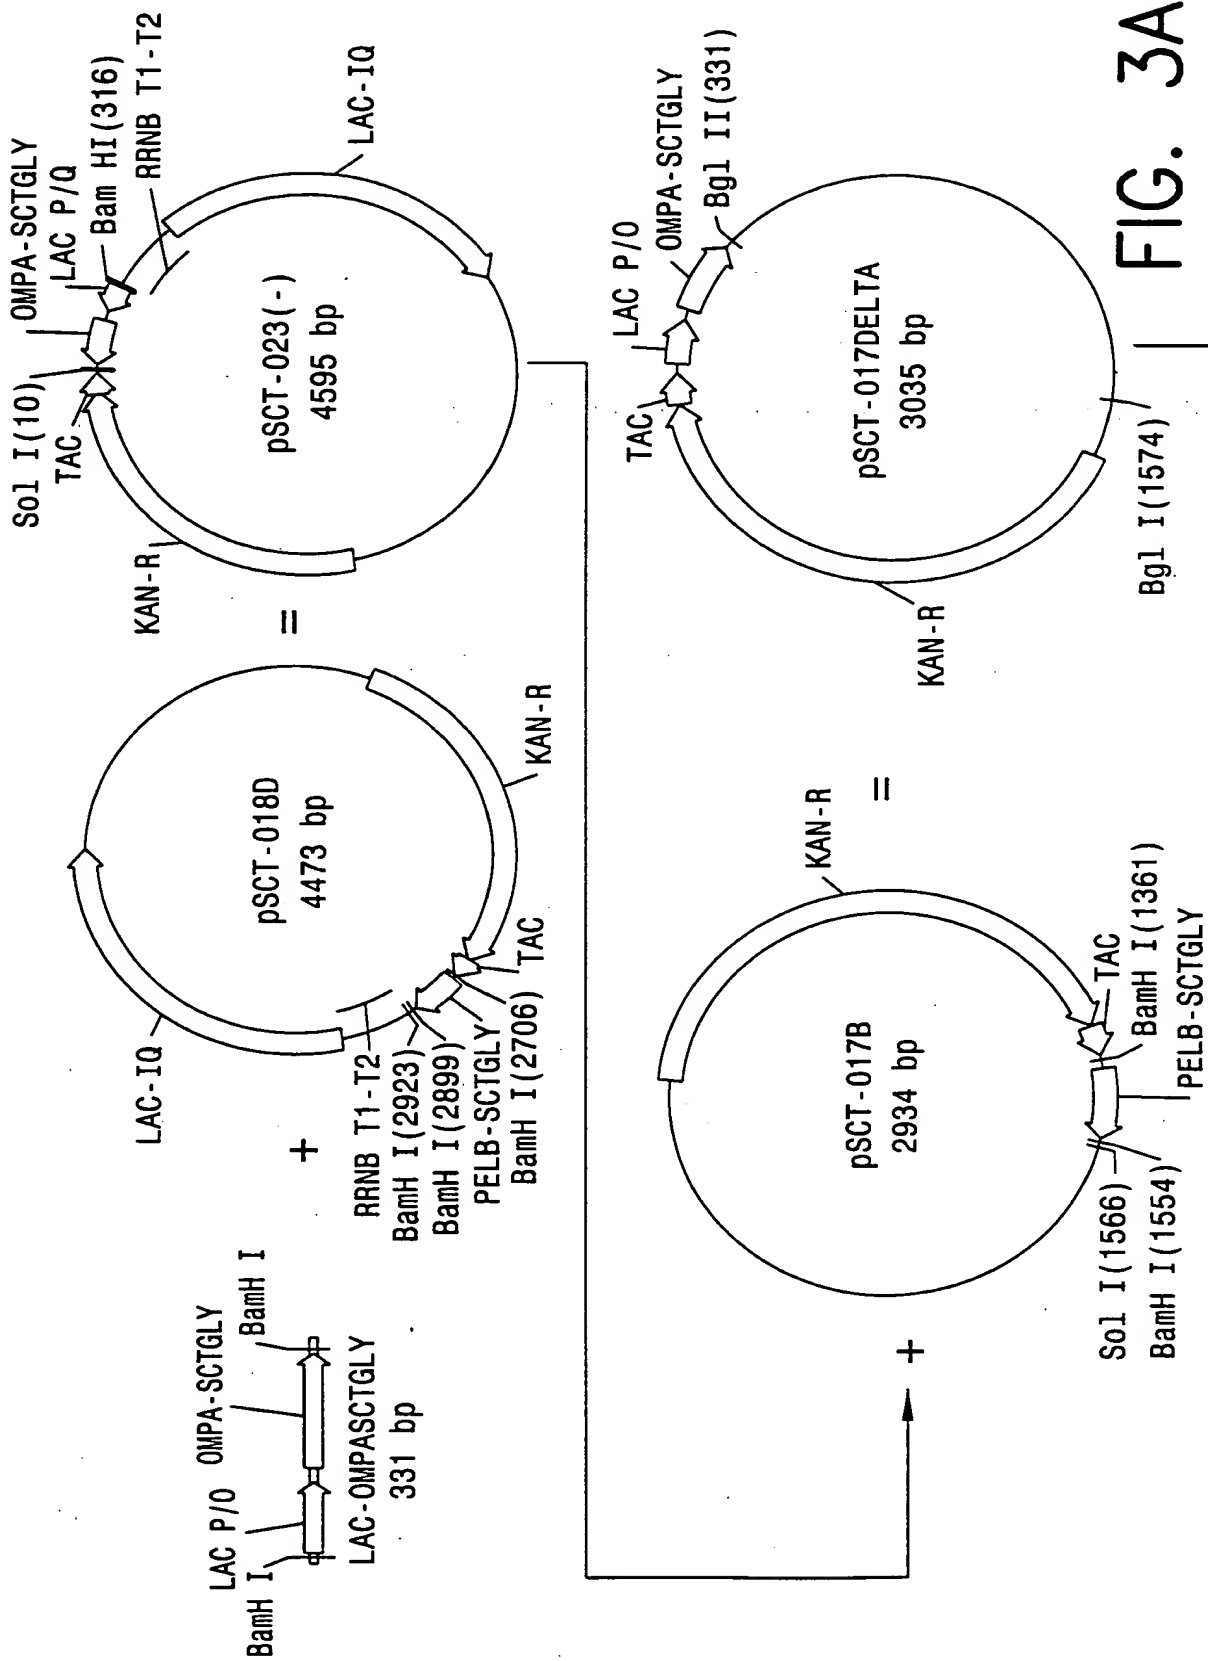 BamH I
LAC P/O
OMPA-SCTGLY
BamH I
LAC-OMPASCTGLY
331 bp
+
LAC-IQ
pSCT-018D
4473 bp
RRNB T1-T2
BamH I(2923)
BamH I(2899)
PELB-SCTGLY
BamH I(2706)
TAC
KAN-R
=
Sol I(10)
TAC
KAN-R
OMPA-SCTGLY
LAC P/Q
Bam HI(316)
RRNB T1-T2
LAC-IQ
pSCT-023(-)
4595 bp
+
KAN-R
pSCT-017B
2934 bp
TAC
BamH I(1361)
PELB-SCTGLY
Sol I(1566)
BamH I(1554)
=
TAC
LAC P/O
OMPA-SCTGLY
Bgl II(331)
pSCT-017DELTA
3035 bp
KAN-R
Bgl I(1574)
FIG. 3A